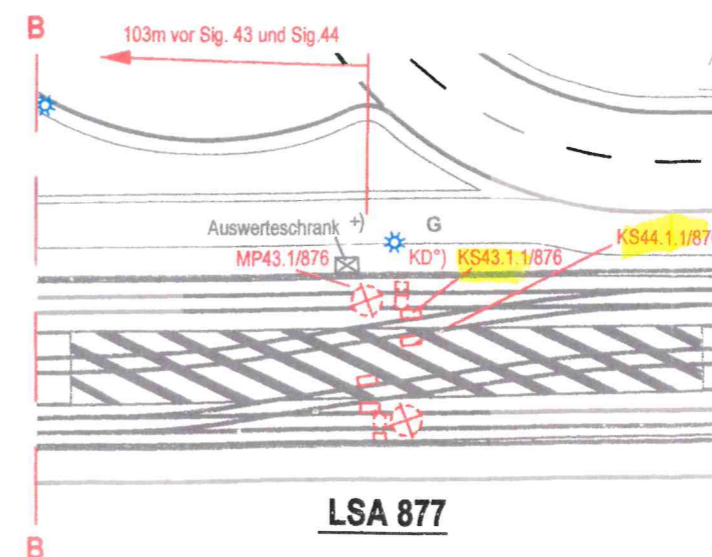 B
103m vor Sig. 43 und Sig.44
Auswerteschrank +)
G
MP43.1/876
KD°)
KS43.1.1/876
KS44.1.1/876
LSA 877
B